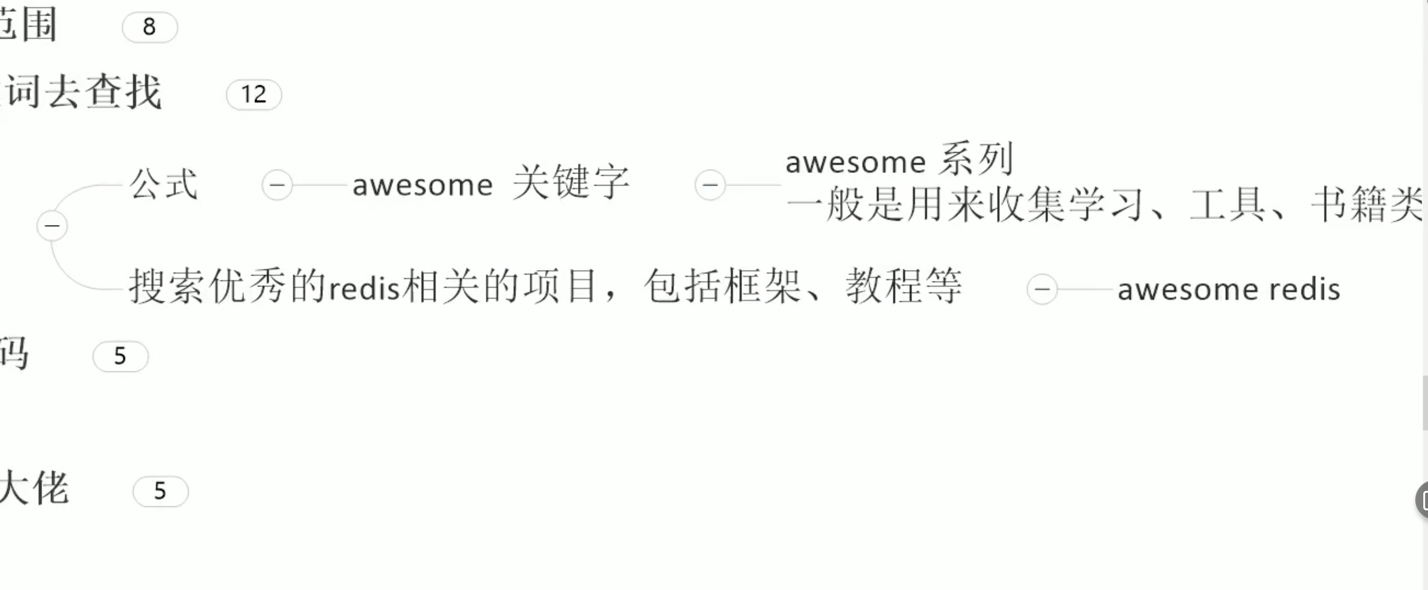 范围 8
词去查找 12
公式 awesome 关键字 awesome 系列
一般是用来收集学习、工具、书籍类
搜索优秀的redis相关的项目，包括框架、教程等 awesome redis
码 5
大佬 5